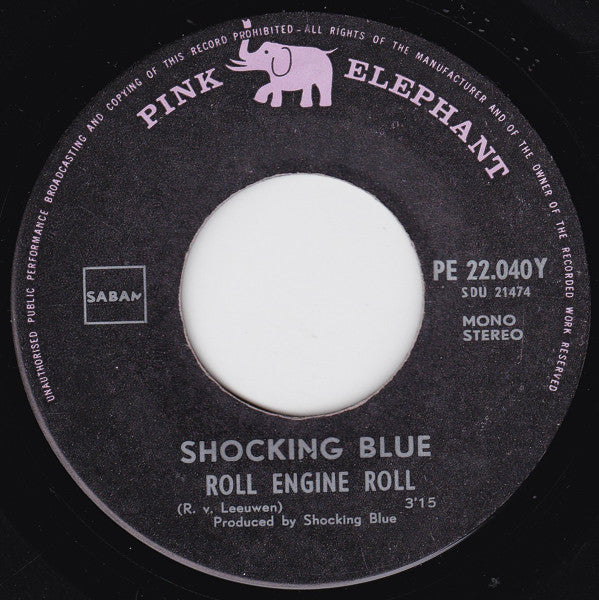 UNAUTHORISED PUBLIC PERFORMANCE BROADCASTING AND COPYING OF THIS RECORD PROHIBITED - ALL RIGHTS OF THE MANUFACTURER AND OF THE OWNER OF THE RECORDED WORK RESERVED
PINK ELEPHANT
SABAM
PE 22.040Y
SDU 21474
MONO
STEREO
SHOCKING BLUE
ROLL ENGINE ROLL
(R. v. Leeuwen) 3'15
Produced by Shocking Blue